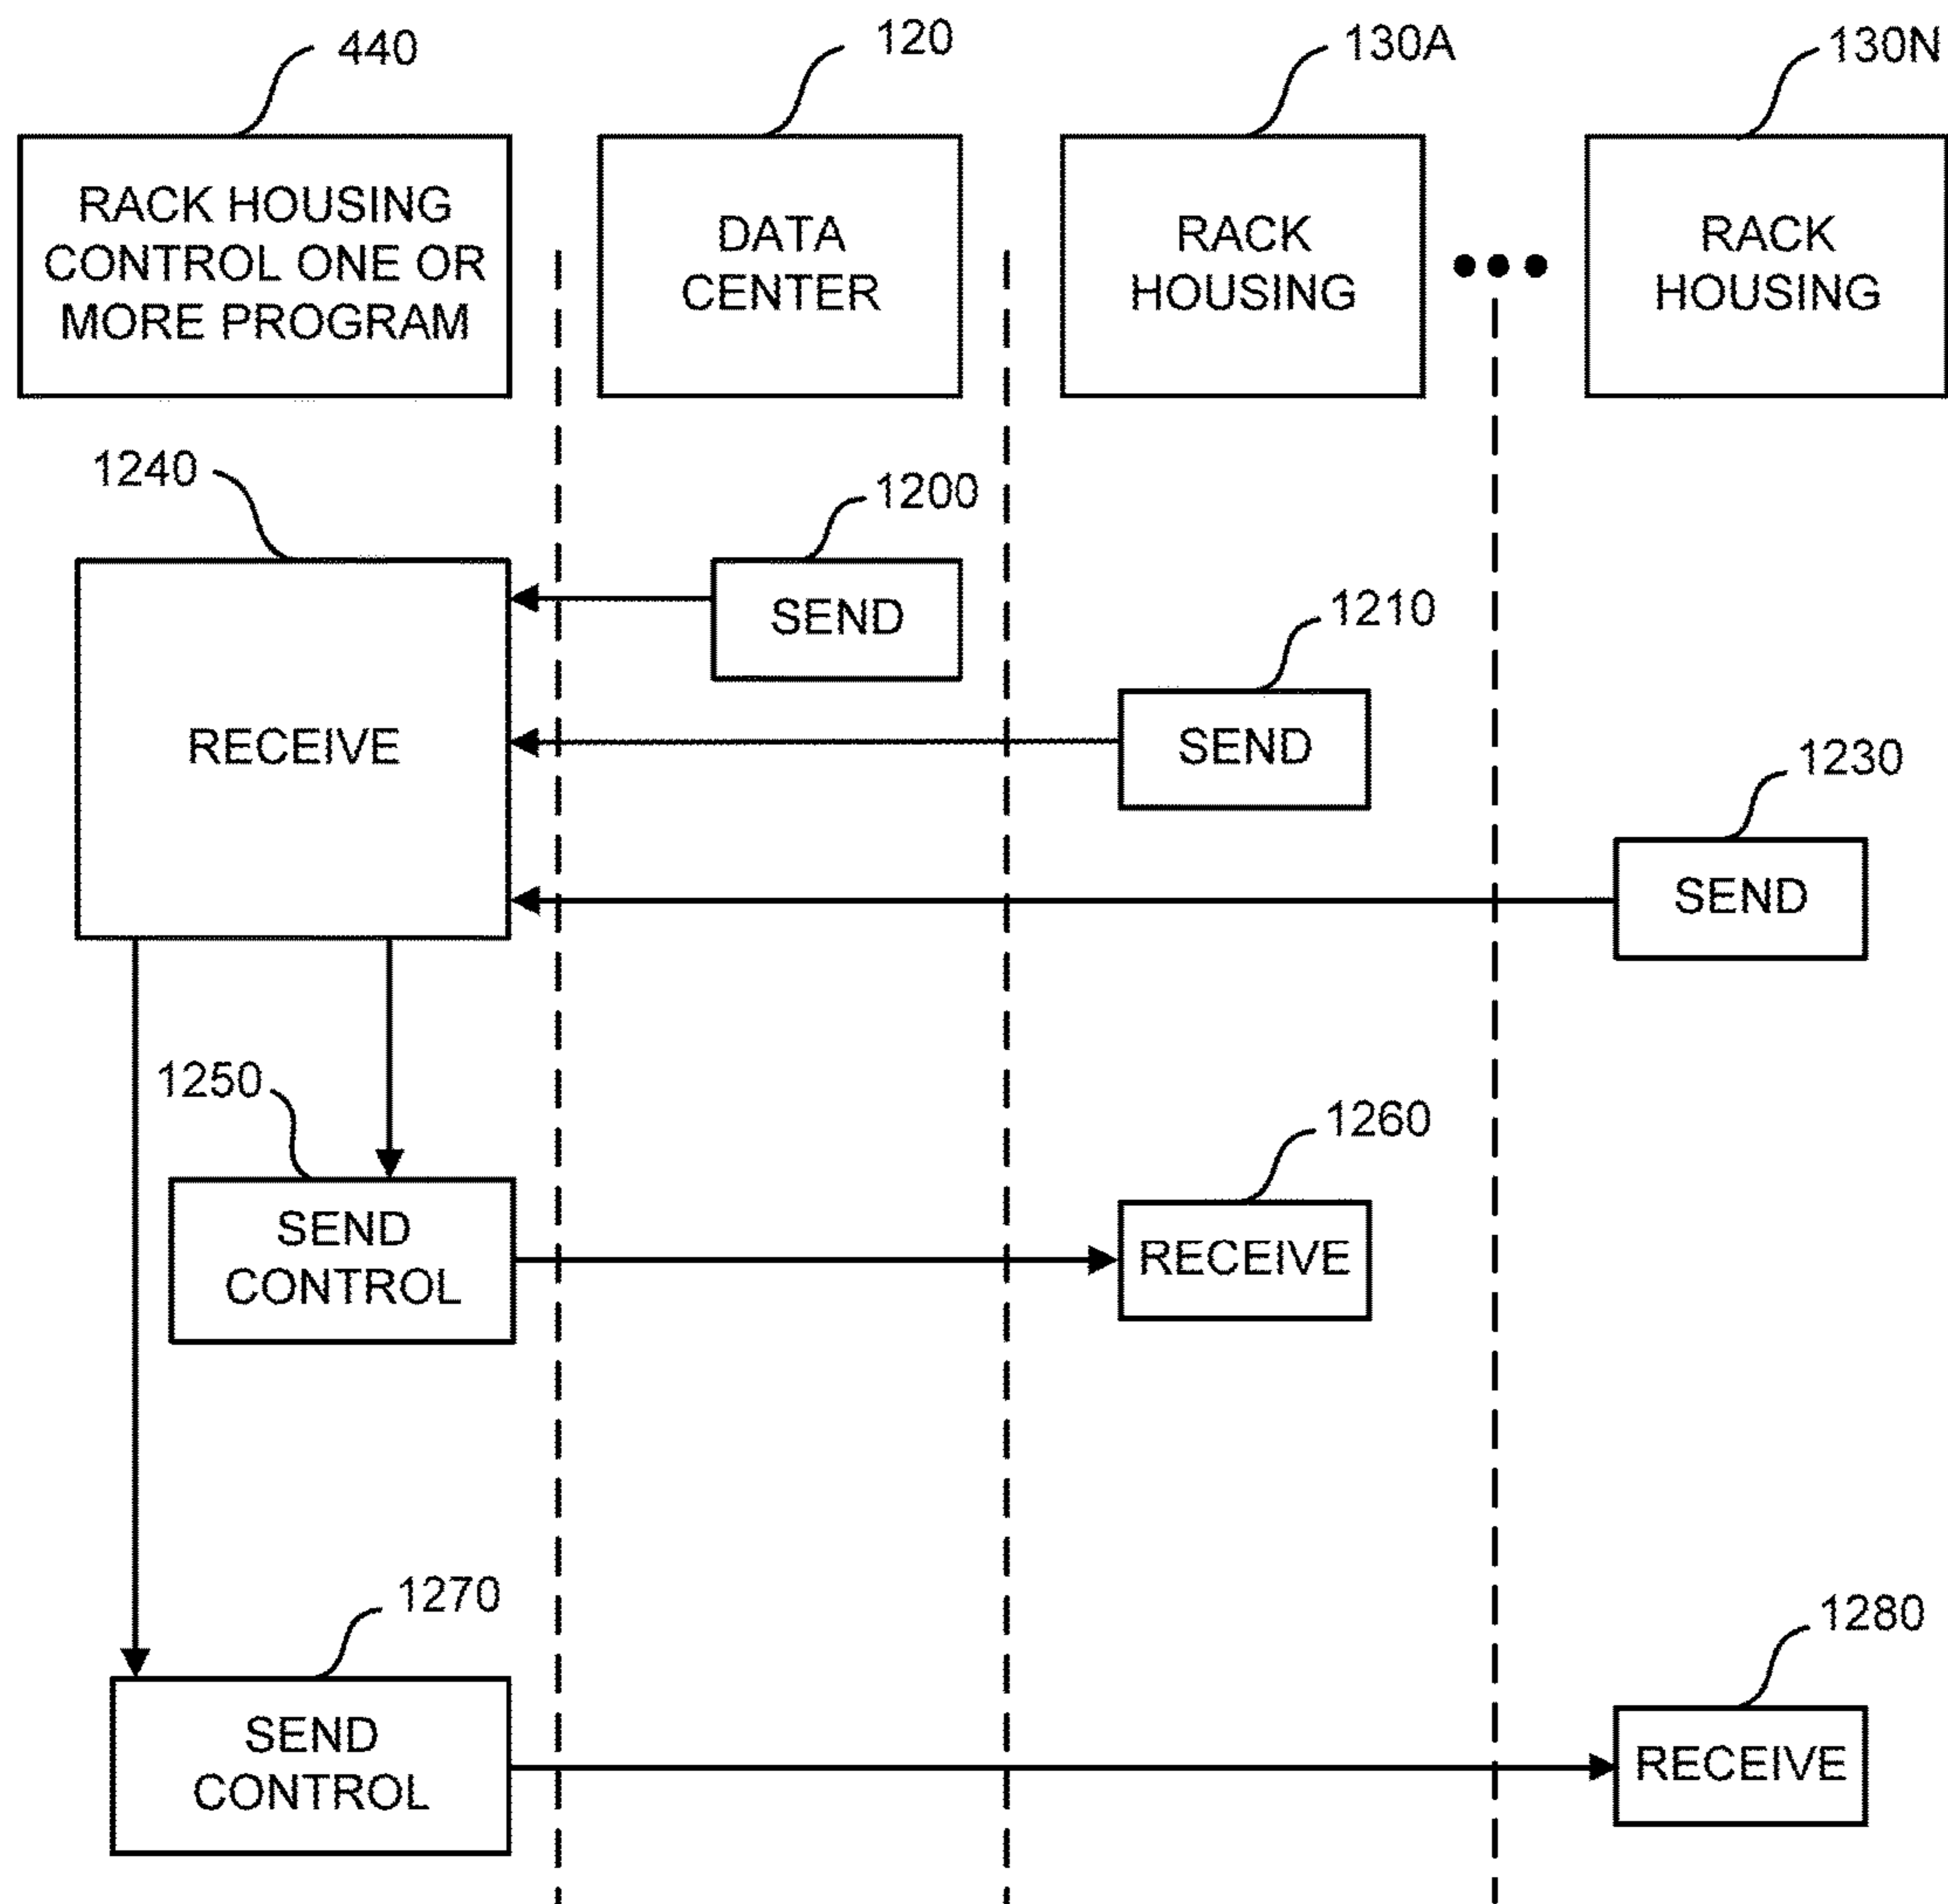 440
120
130A
130N
RACK HOUSING
CONTROL ONE OR
MORE PROGRAM
DATA
CENTER
RACK
HOUSING
RACK
HOUSING
1240
1200
SEND
1210
RECEIVE
SEND
1230
SEND
1250
1260
SEND
CONTROL
RECEIVE
1270
1280
SEND
CONTROL
RECEIVE